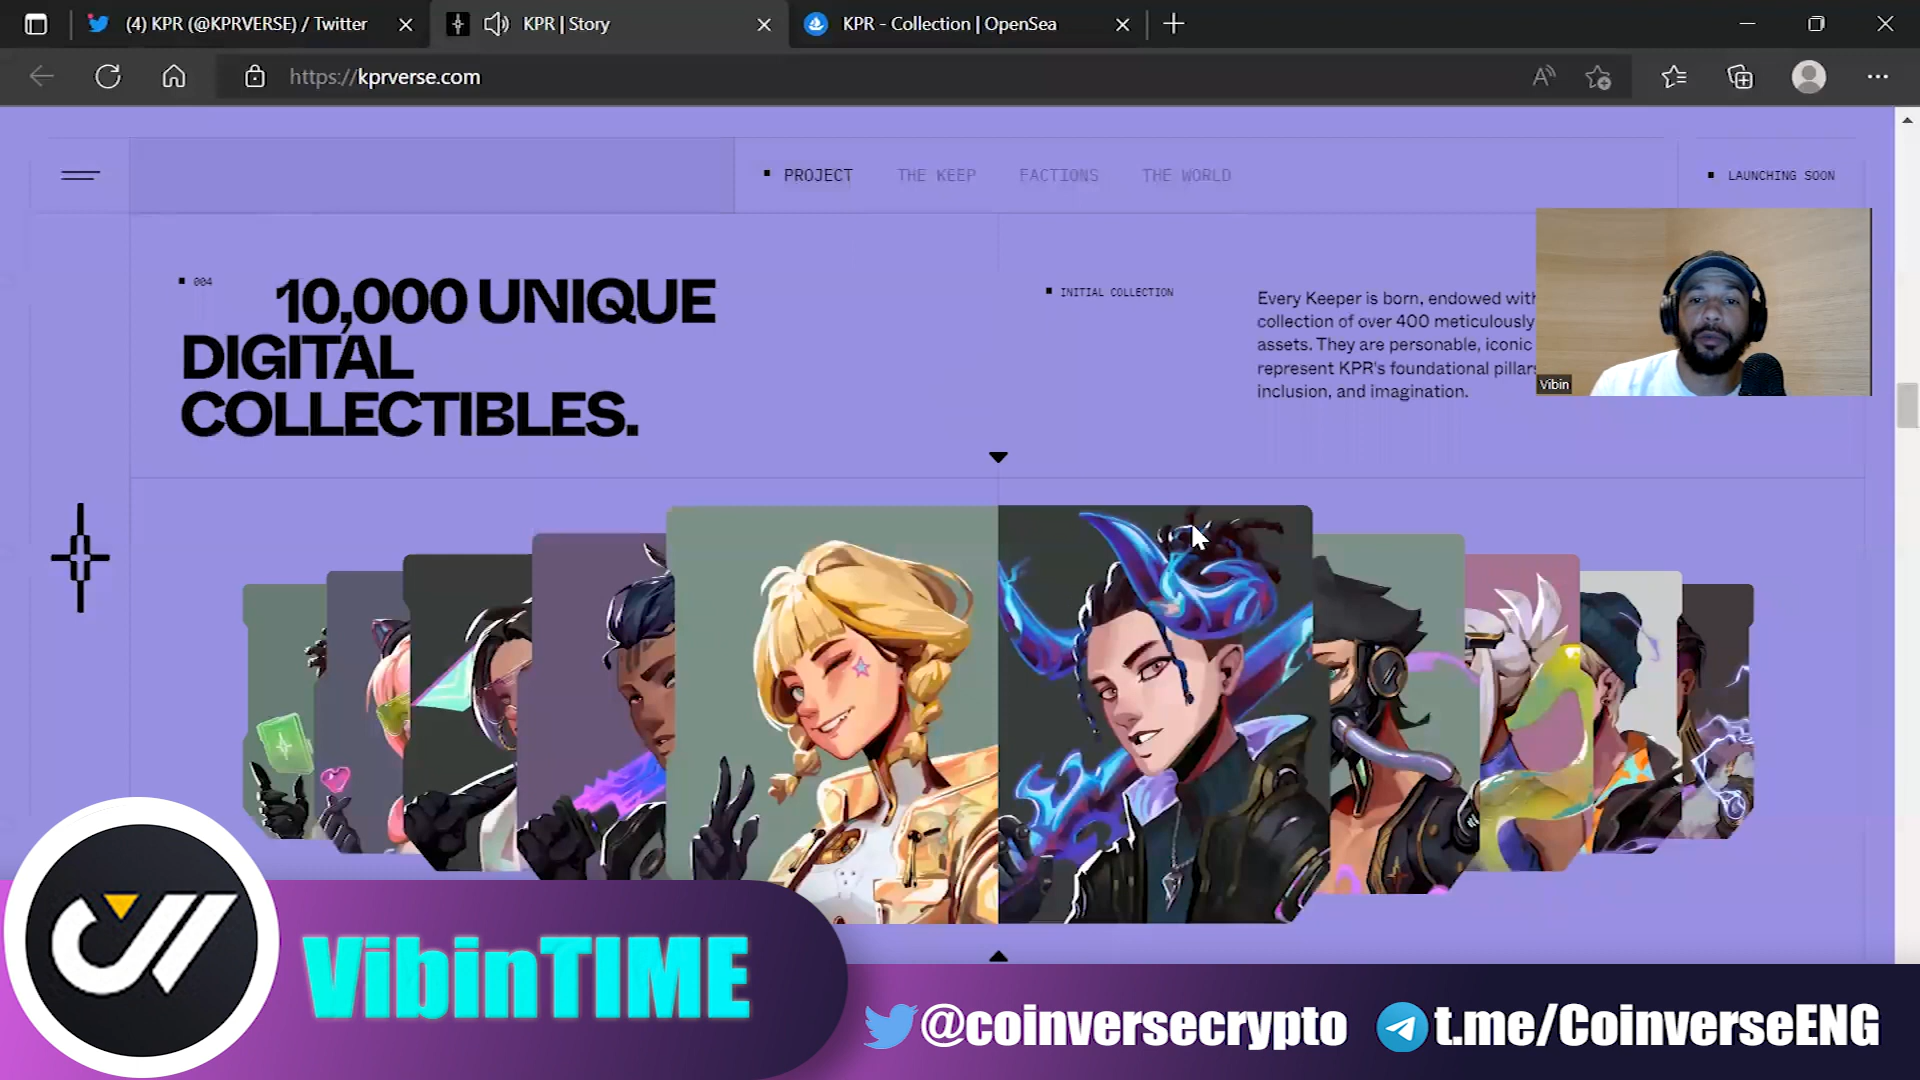 (4) KPR (@KPRVERSE) / Twitter
KPR | Story
KPR - Collection | OpenSea
https://kprverse.com
PROJECT
THE KEEP
FACTIONS
THE WORLD
LAUNCHING SOON
004
10,000 UNIQUE
DIGITAL
COLLECTIBLES.
INITIAL COLLECTION
Every Keeper is born, endowed with
collection of over 400 meticulously
assets. They are personable, iconic
represent KPR's foundational pillars
inclusion, and imagination.
Vibin
VibinTIME
@coinversecrypto
t.me/CoinverseENG